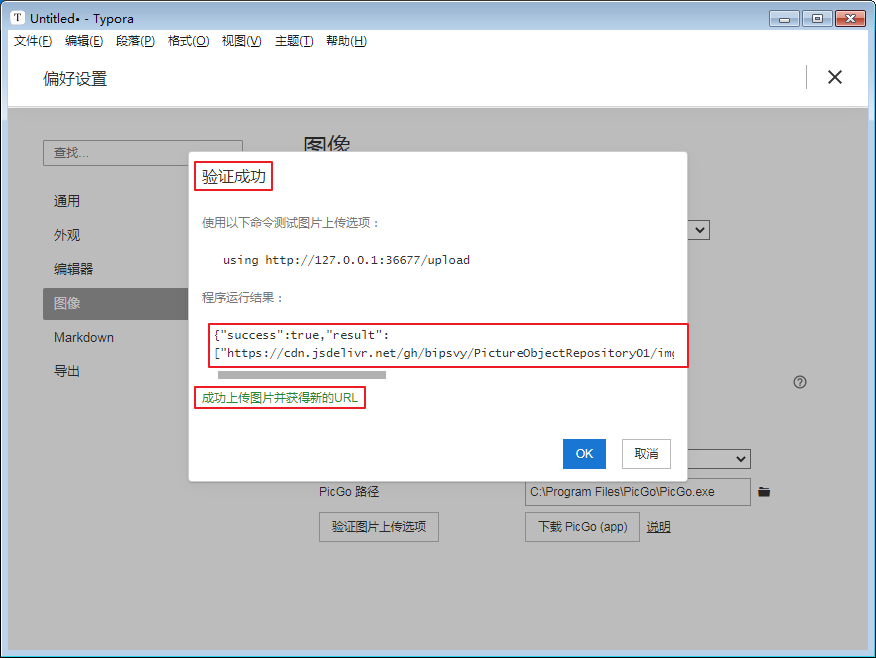 Untitled• - Typora
文件(F) 编辑(E) 段落(P) 格式(O) 视图(V) 主题(T) 帮助(H)
偏好设置
查找...
图像
通用
外观
编辑器
图像
Markdown
导出
验证成功
使用以下命令测试图片上传选项：
using http://127.0.0.1:36677/upload
程序运行结果：
{"success":true,"result":
["https://cdn.jsdelivr.net/gh/bipsvy/PictureObjectRepository01/img
成功上传图片并获得新的URL
OK
取消
PicGo 路径
C:\Program Files\PicGo\PicGo.exe
验证图片上传选项
下载 PicGo (app)
说明